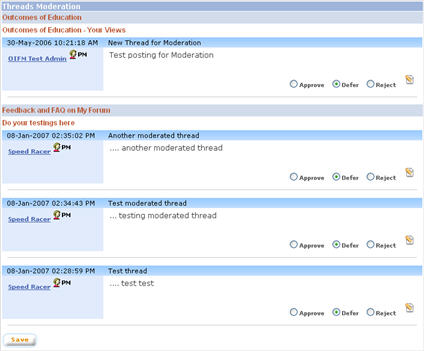 Threads Moderation
Outcomes of Education
Outcomes of Education - Your Views
30-May-2006 10:21:18 AM New Thread for Moderation
OIFM Test Admin PM Test posting for Moderation
Approve Defer Reject
Feedback and FAQ on My Forum
Do your testings here
08-Jan-2007 02:35:02 PM Another moderated thread
Speed Racer PM .... another moderated thread
Approve Defer Reject
08-Jan-2007 02:34:43 PM Test moderated thread
Speed Racer PM ... testing moderated thread
Approve Defer Reject
08-Jan-2007 02:28:59 PM Test thread
Speed Racer PM .... test test
Approve Defer Reject
Save